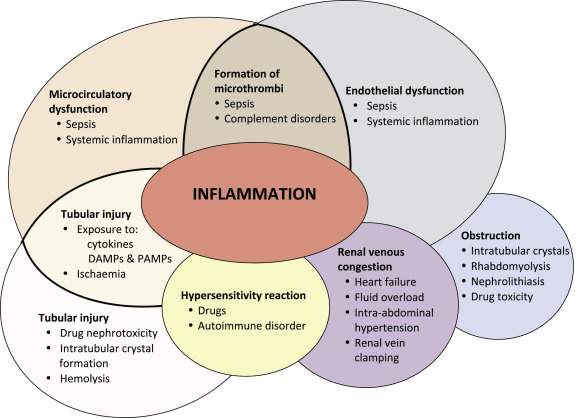 Microcirculatory
dysfunction
• Sepsis
• Systemic inflammation
Formation of
microthrombi
• Sepsis
• Complement disorders
Endothelial dysfunction
• Sepsis
• Systemic inflammation
INFLAMMATION
Tubular injury
• Exposure to:
cytokines
DAMPs & PAMPs
• Ischaemia
Tubular injury
• Drug nephrotoxicity
• Intratubular crystal
formation
• Hemolysis
Hypersensitivity reaction
• Drugs
• Autoimmune disorder
Renal venous
congestion
• Heart failure
• Fluid overload
• Intra-abdominal
hypertension
• Renal vein
clamping
Obstruction
• Intratubular crystals
• Rhabdomolysis
• Nephrolithiasis
• Drug toxicity